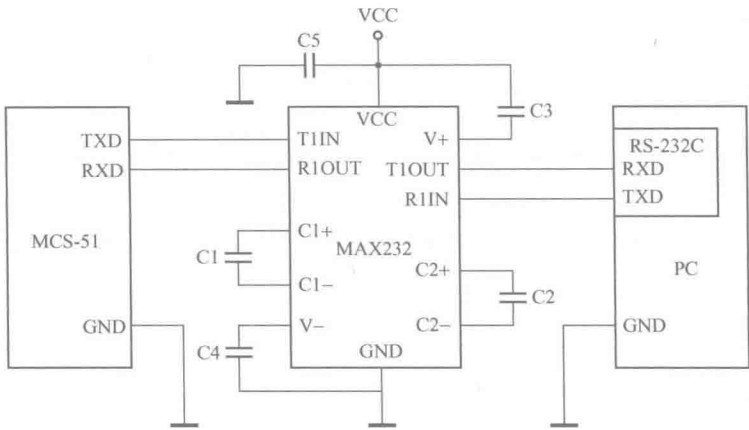 VCC
C5
VCC
C3
V+
TXD
T1IN
RXD
R1OUT
T1OUT
RS-232C
RXD
R1IN
TXD
MCS-51
C1+
C1
C1−
MAX232
C2+
C2
C2−
PC
GND
V−
C4
GND
GND